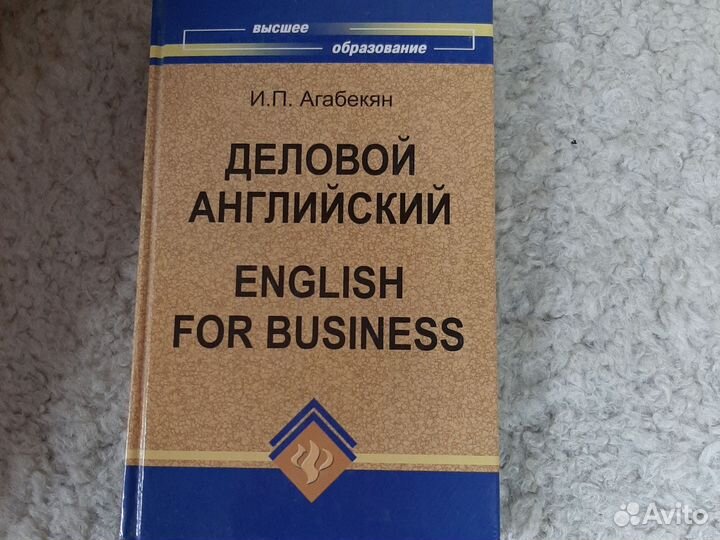 высшее
образование
И.П. Агабекян
ДЕЛОВОЙ
АНГЛИЙСКИЙ
ENGLISH
FOR BUSINESS
Avito